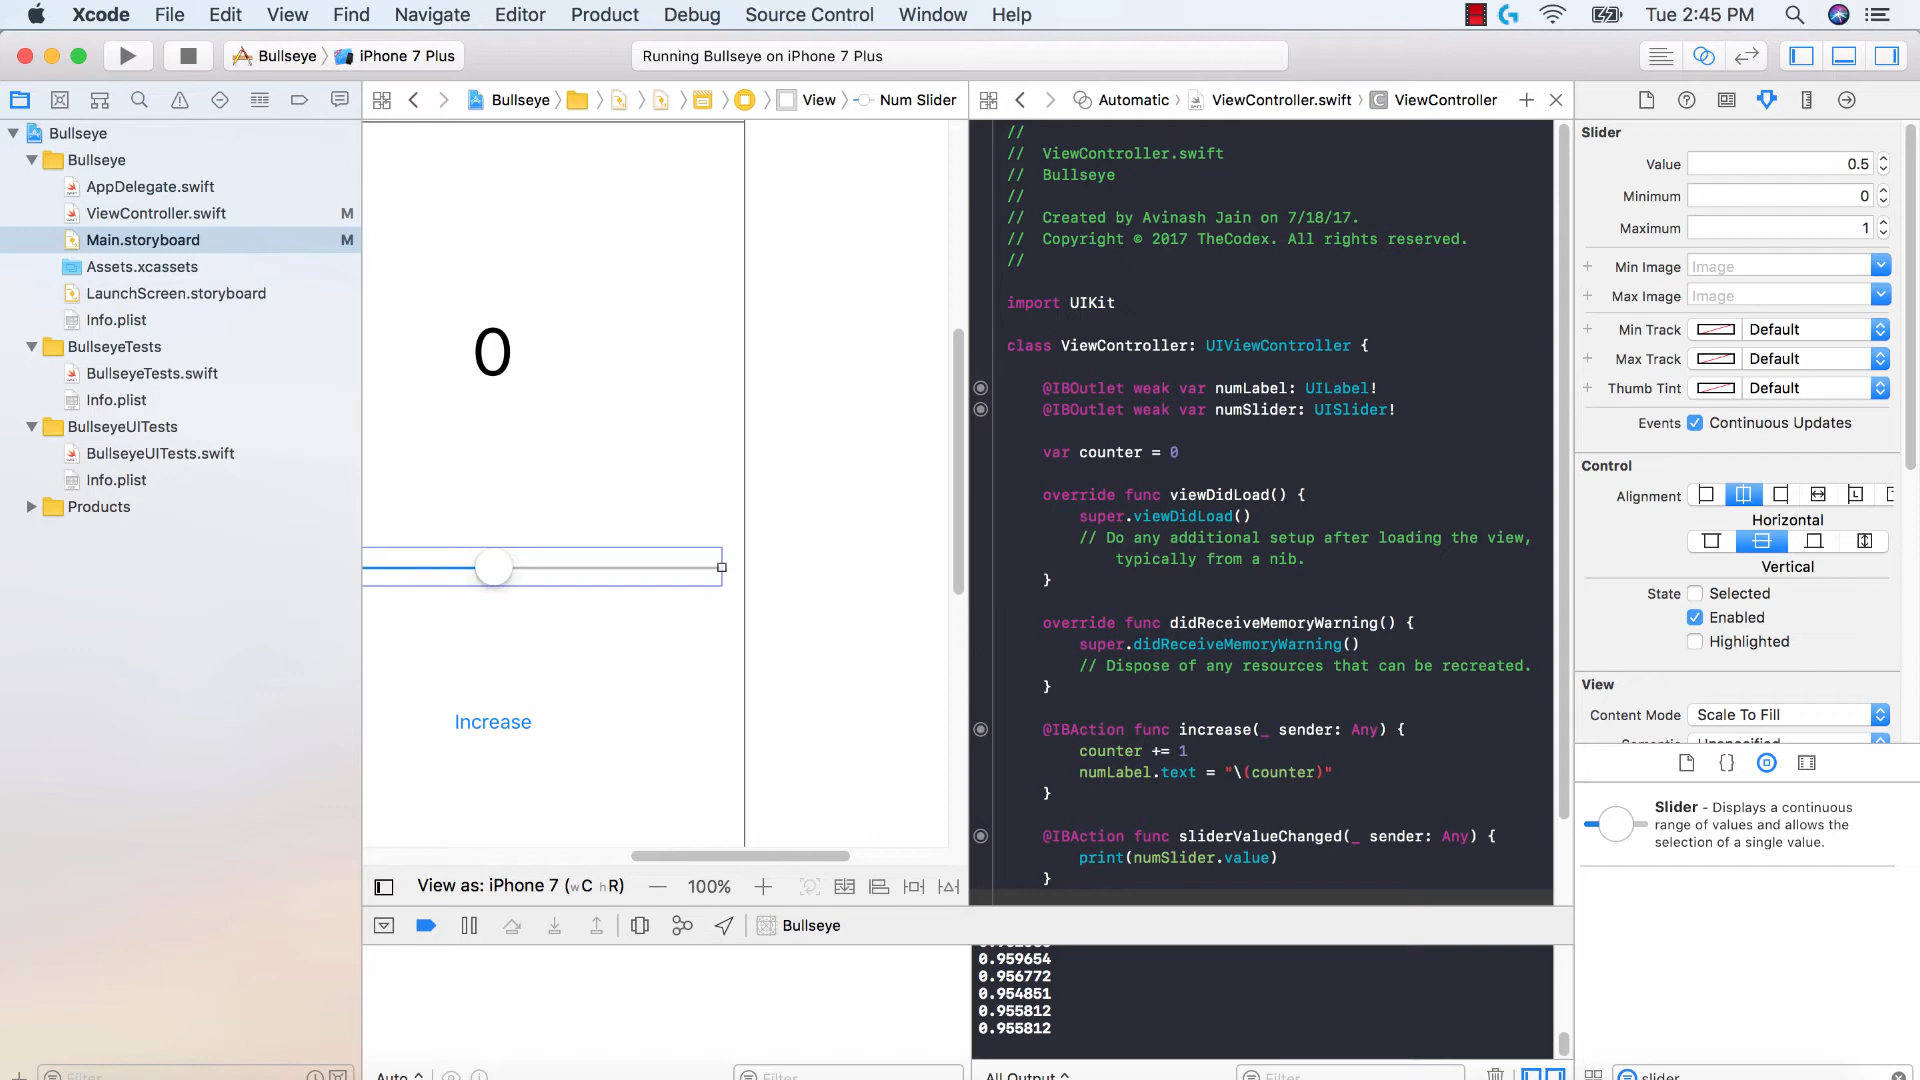 Xcode File Edit View Find Navigate Editor Product Debug Source Control Window Help Tue 2:45 PM
Bullseye iPhone 7 Plus
Running Bullseye on iPhone 7 Plus
Bullseye View Num Slider
Automatic ViewController.swift ViewController
Bullseye
Bullseye
AppDelegate.swift
ViewController.swift M
Main.storyboard M
Assets.xcassets
LaunchScreen.storyboard
Info.plist
BullseyeTests
BullseyeTests.swift
Info.plist
BullseyeUITests
BullseyeUITests.swift
Info.plist
Products
Filter
0
Increase
View as: iPhone 7 (wC hR)
100%
//
// ViewController.swift
// Bullseye
//
// Created by Avinash Jain on 7/18/17.
// Copyright © 2017 TheCodex. All rights reserved.
//
import UIKit
class ViewController: UIViewController {
@IBOutlet weak var numLabel: UILabel!
@IBOutlet weak var numSlider: UISlider!
var counter = 0
override func viewDidLoad() {
super.viewDidLoad()
// Do any additional setup after loading the view,
typically from a nib.
}
override func didReceiveMemoryWarning() {
super.didReceiveMemoryWarning()
// Dispose of any resources that can be recreated.
}
@IBAction func increase(_ sender: Any) {
counter += 1
numLabel.text = "\(counter)"
}
@IBAction func sliderValueChanged(_ sender: Any) {
print(numSlider.value)
}
Bullseye
0.959654
0.956772
0.954851
0.955812
0.955812
Auto
Filter
All Output
Filter
Slider
Value 0.5
Minimum 0
Maximum 1
Min Image Image
Max Image Image
Min Track Default
Max Track Default
Thumb Tint Default
Events Continuous Updates
Control
Alignment
Horizontal
Vertical
State Selected
Enabled
Highlighted
View
Content Mode Scale To Fill
Slider - Displays a continuous
range of values and allows the
selection of a single value.
slider